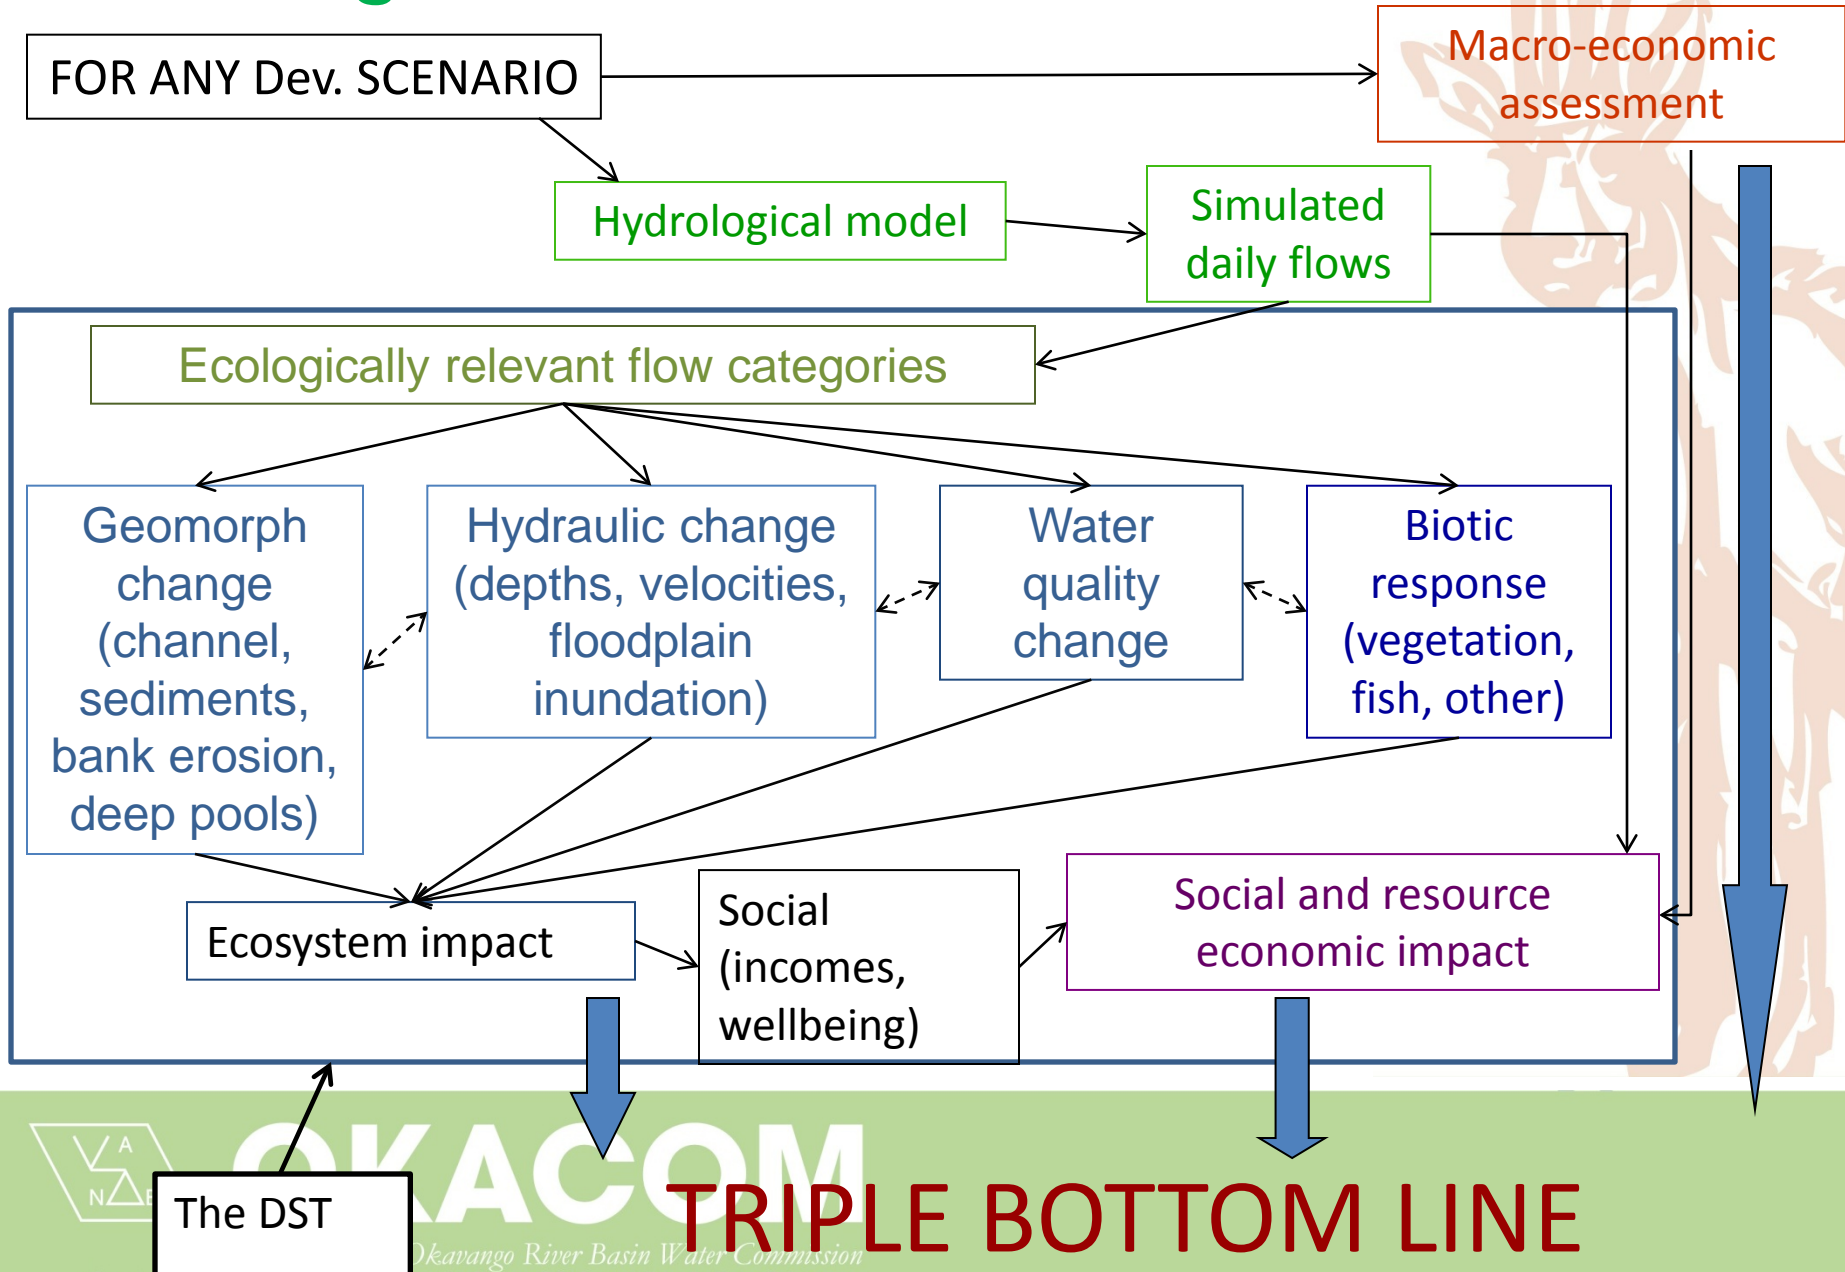 FOR ANY Dev. SCENARIO
Macro-economic
assessment
Hydrological model
Simulated
daily flows
Ecologically relevant flow categories
Geomorph
change
(channel,
sediments,
bank erosion,
deep pools)
Hydraulic change
(depths, velocities,
floodplain
inundation)
Water
quality
change
Biotic
response
(vegetation,
fish, other)
Ecosystem impact
Social
(incomes,
wellbeing)
Social and resource
economic impact
The DST
OKACOM
Okavango River Basin Water Commission
TRIPLE BOTTOM LINE